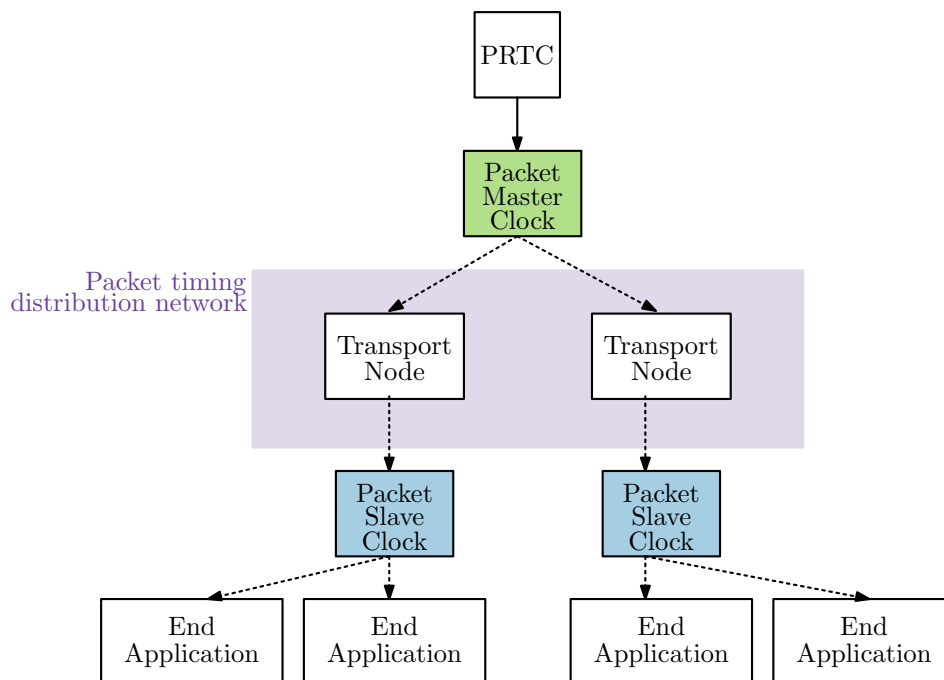 PRTC
Packet
Master
Clock
Packet timing
distribution network
Transport
Node
Transport
Node
Packet
Slave
Clock
Packet
Slave
Clock
End
Application
End
Application
End
Application
End
Application